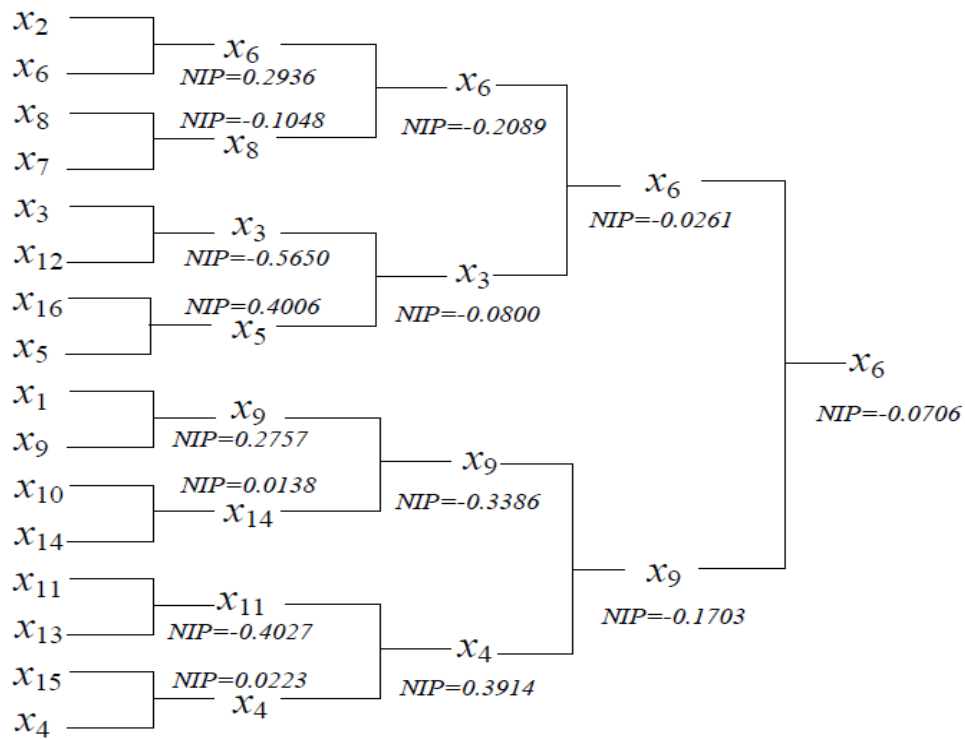 x₂
x₆
x₆
NIP=0.2936
x₆
x₈
NIP=-0.1048
NIP=-0.2089
x₇
x₈
x₆
x₃
NIP=-0.0261
x₃
x₁₂
NIP=-0.5650
x₃
x₁₆
NIP=0.4006
NIP=-0.0800
x₅
x₅
x₆
x₁
NIP=-0.0706
x₉
x₉
NIP=0.2757
x₉
x₁₀
NIP=0.0138
NIP=-0.3386
x₁₄
x₁₄
x₉
x₁₁
NIP=-0.1703
x₁₁
x₁₃
NIP=-0.4027
x₄
x₁₅
NIP=0.0223
NIP=0.3914
x₄
x₄